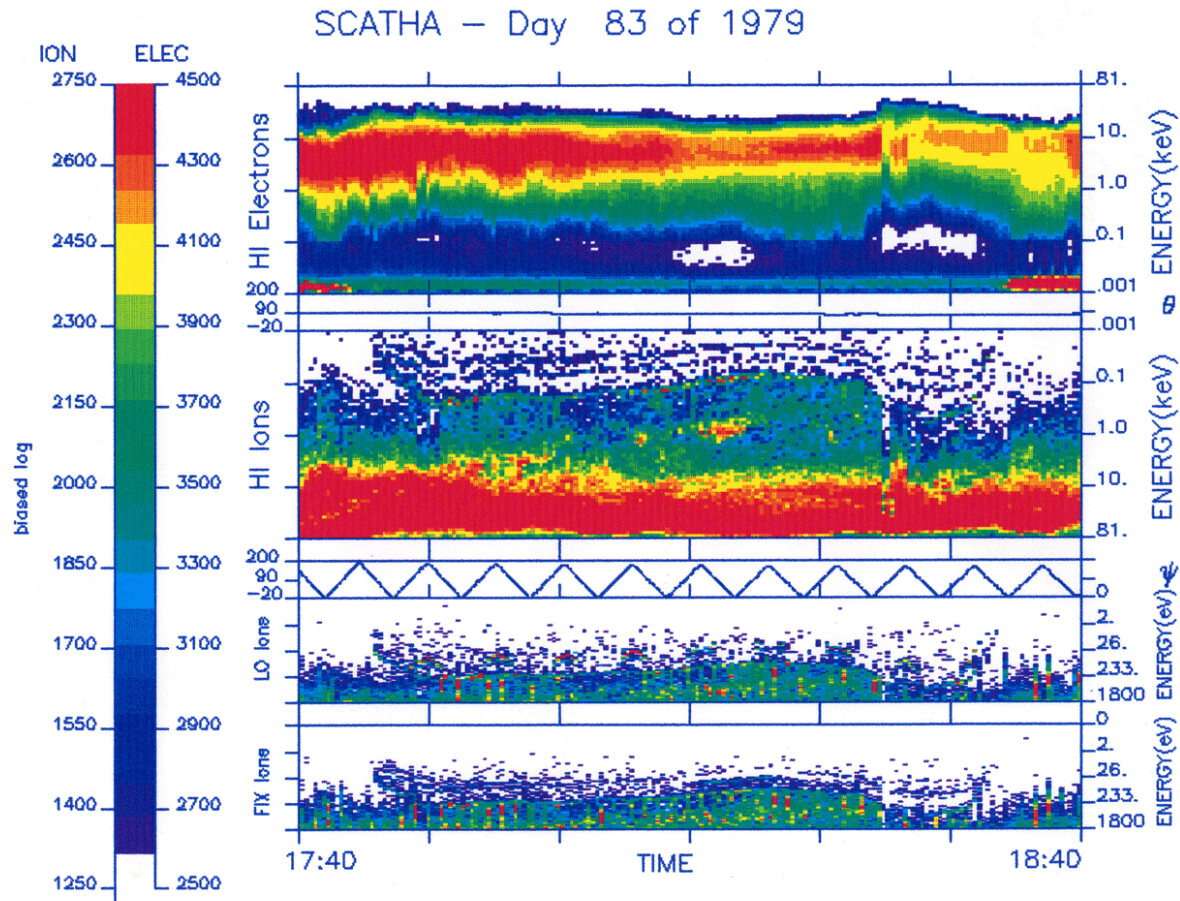 SCATHA – Day 83 of 1979
ION ELEC
2750 4500
2600 4300
2450 4100
2300 3900
2150 3700
2000 3500
1850 3300
1700 3100
1550 2900
1400 2700
1250 2500
biased log
HI Electrons
81.
10.
1.0
0.1
.001
ENERGY(keV)
200
90
-20
θ
HI Ions
.001
0.1
1.0
10.
81.
ENERGY(keV)
200
90
-20
0
LO Ions
2.
26.
233.
1800
ENERGY(eV)
FIX Ions
0
2.
26.
233.
1800
ENERGY(eV)
17:40 TIME 18:40